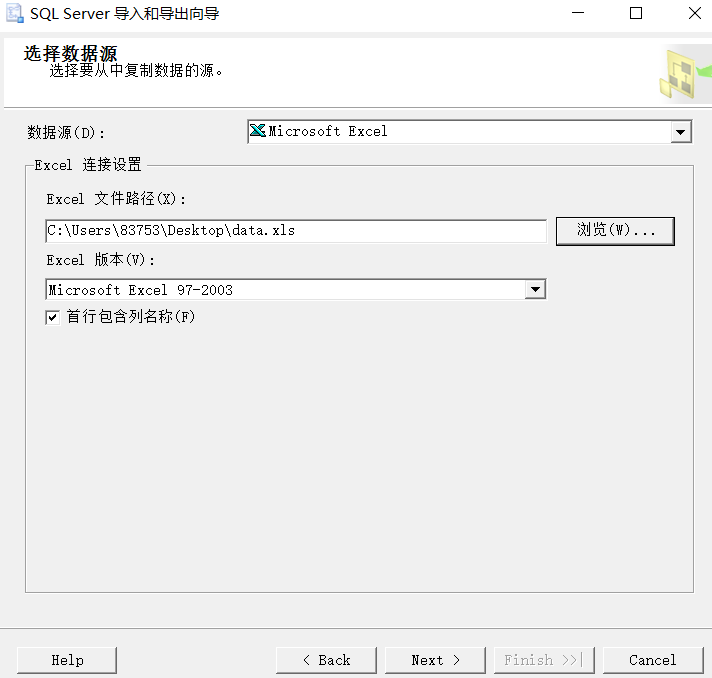 SQL Server 导入和导出向导
选择数据源
选择要从中复制数据的源。
数据源(D):
Microsoft Excel
Excel 连接设置
Excel 文件路径(X):
C:\Users\83753\Desktop\data.xls
浏览(W)...
Excel 版本(V):
Microsoft Excel 97-2003
首行包含列名称(F)
Help
< Back
Next >
Finish >>|
Cancel